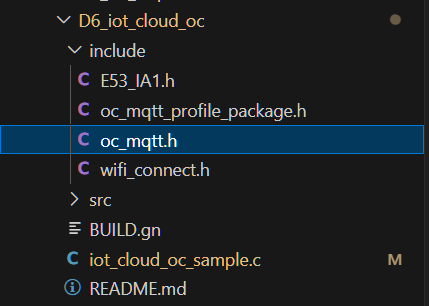 D6_iot_cloud_oc
include
C E53_IA1.h
C oc_mqtt_profile_package.h
C oc_mqtt.h
C wifi_connect.h
src
BUILD.gn
C iot_cloud_oc_sample.c M
README.md